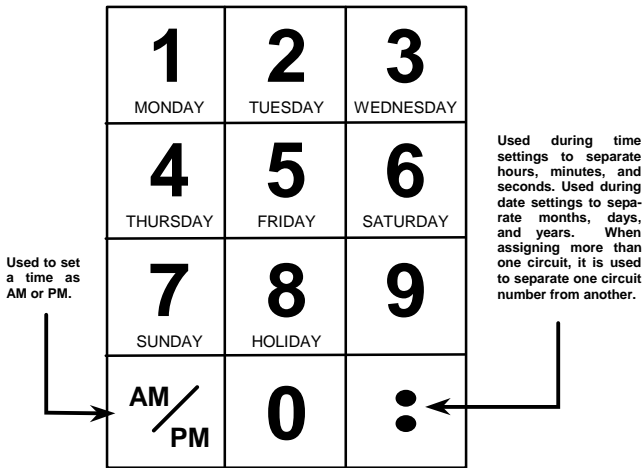 1 2 3
MONDAY TUESDAY WEDNESDAY
4 5 6
THURSDAY FRIDAY SATURDAY
7 8 9
SUNDAY HOLIDAY
AM/PM 0 :
Used to set
a time as
AM or PM.
Used during time
settings to separate
hours, minutes, and
seconds. Used during
date settings to sepa-
rate months, days,
and years. When
assigning more than
one circuit, it is used
to separate one circuit
number from another.